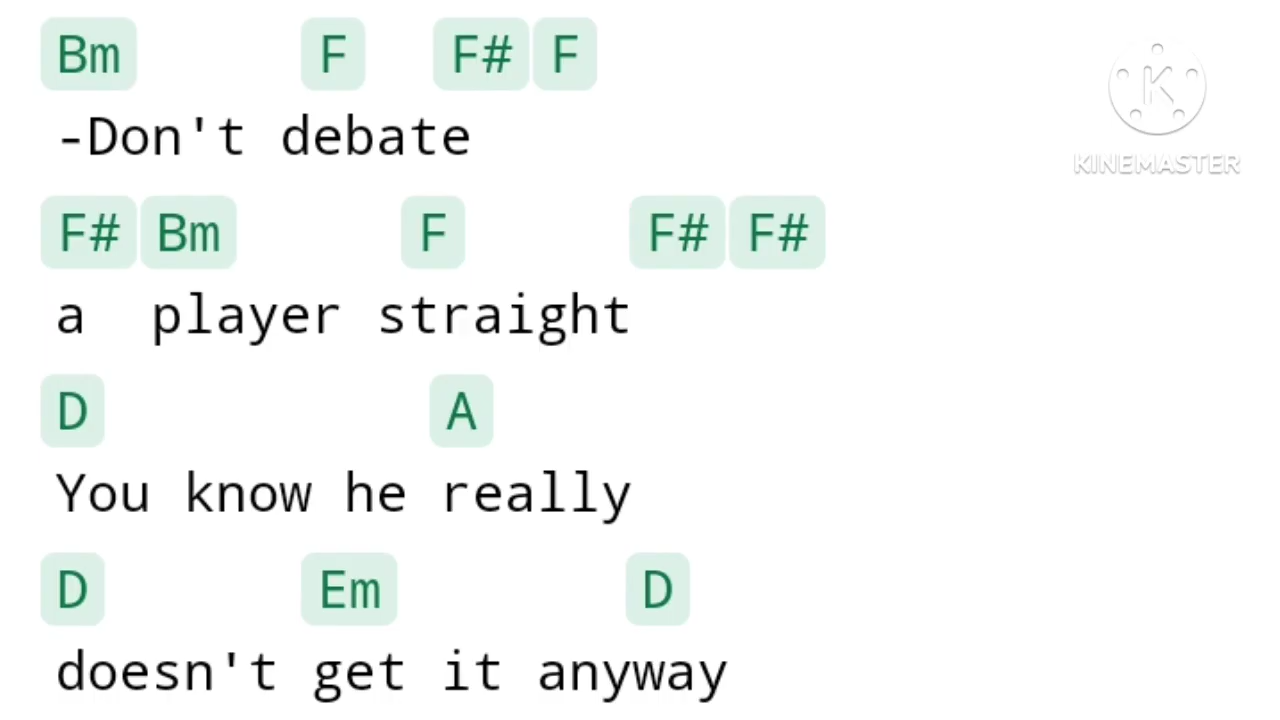 Bm F F# F
-Don't debate
F# Bm F F# F#
a player straight
D A
You know he really
D Em D
doesn't get it anyway
K
KINEMASTER